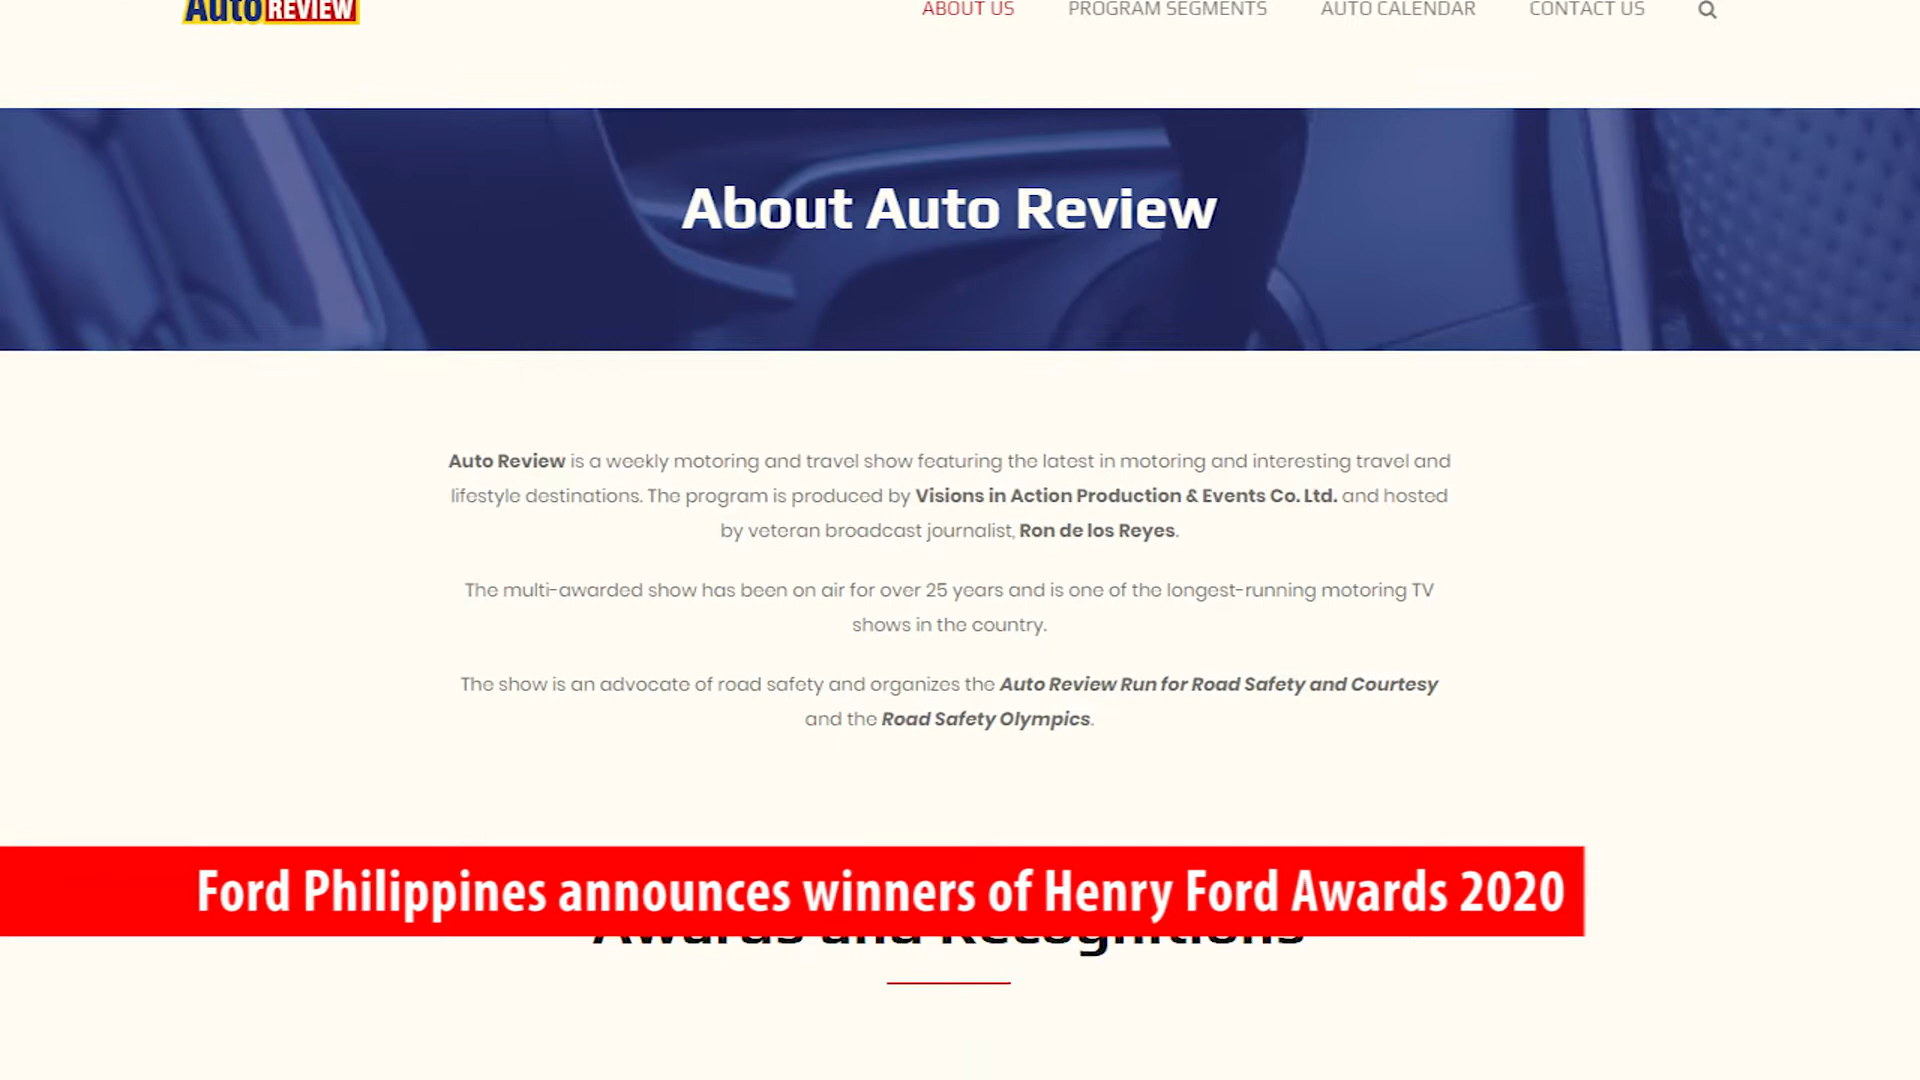 Auto REVIEW
ABOUT US PROGRAM SEGMENTS AUTO CALENDAR CONTACT US
About Auto Review
Auto Review is a weekly motoring and travel show featuring the latest in motoring and interesting travel and
lifestyle destinations. The program is produced by Visions in Action Production & Events Co. Ltd. and hosted
by veteran broadcast journalist, Ron de los Reyes.
The multi-awarded show has been on air for over 25 years and is one of the longest-running motoring TV
shows in the country.
The show is an advocate of road safety and organizes the Auto Review Run for Road Safety and Courtesy
and the Road Safety Olympics.
Ford Philippines announces winners of Henry Ford Awards 2020
Awards and Recognitions